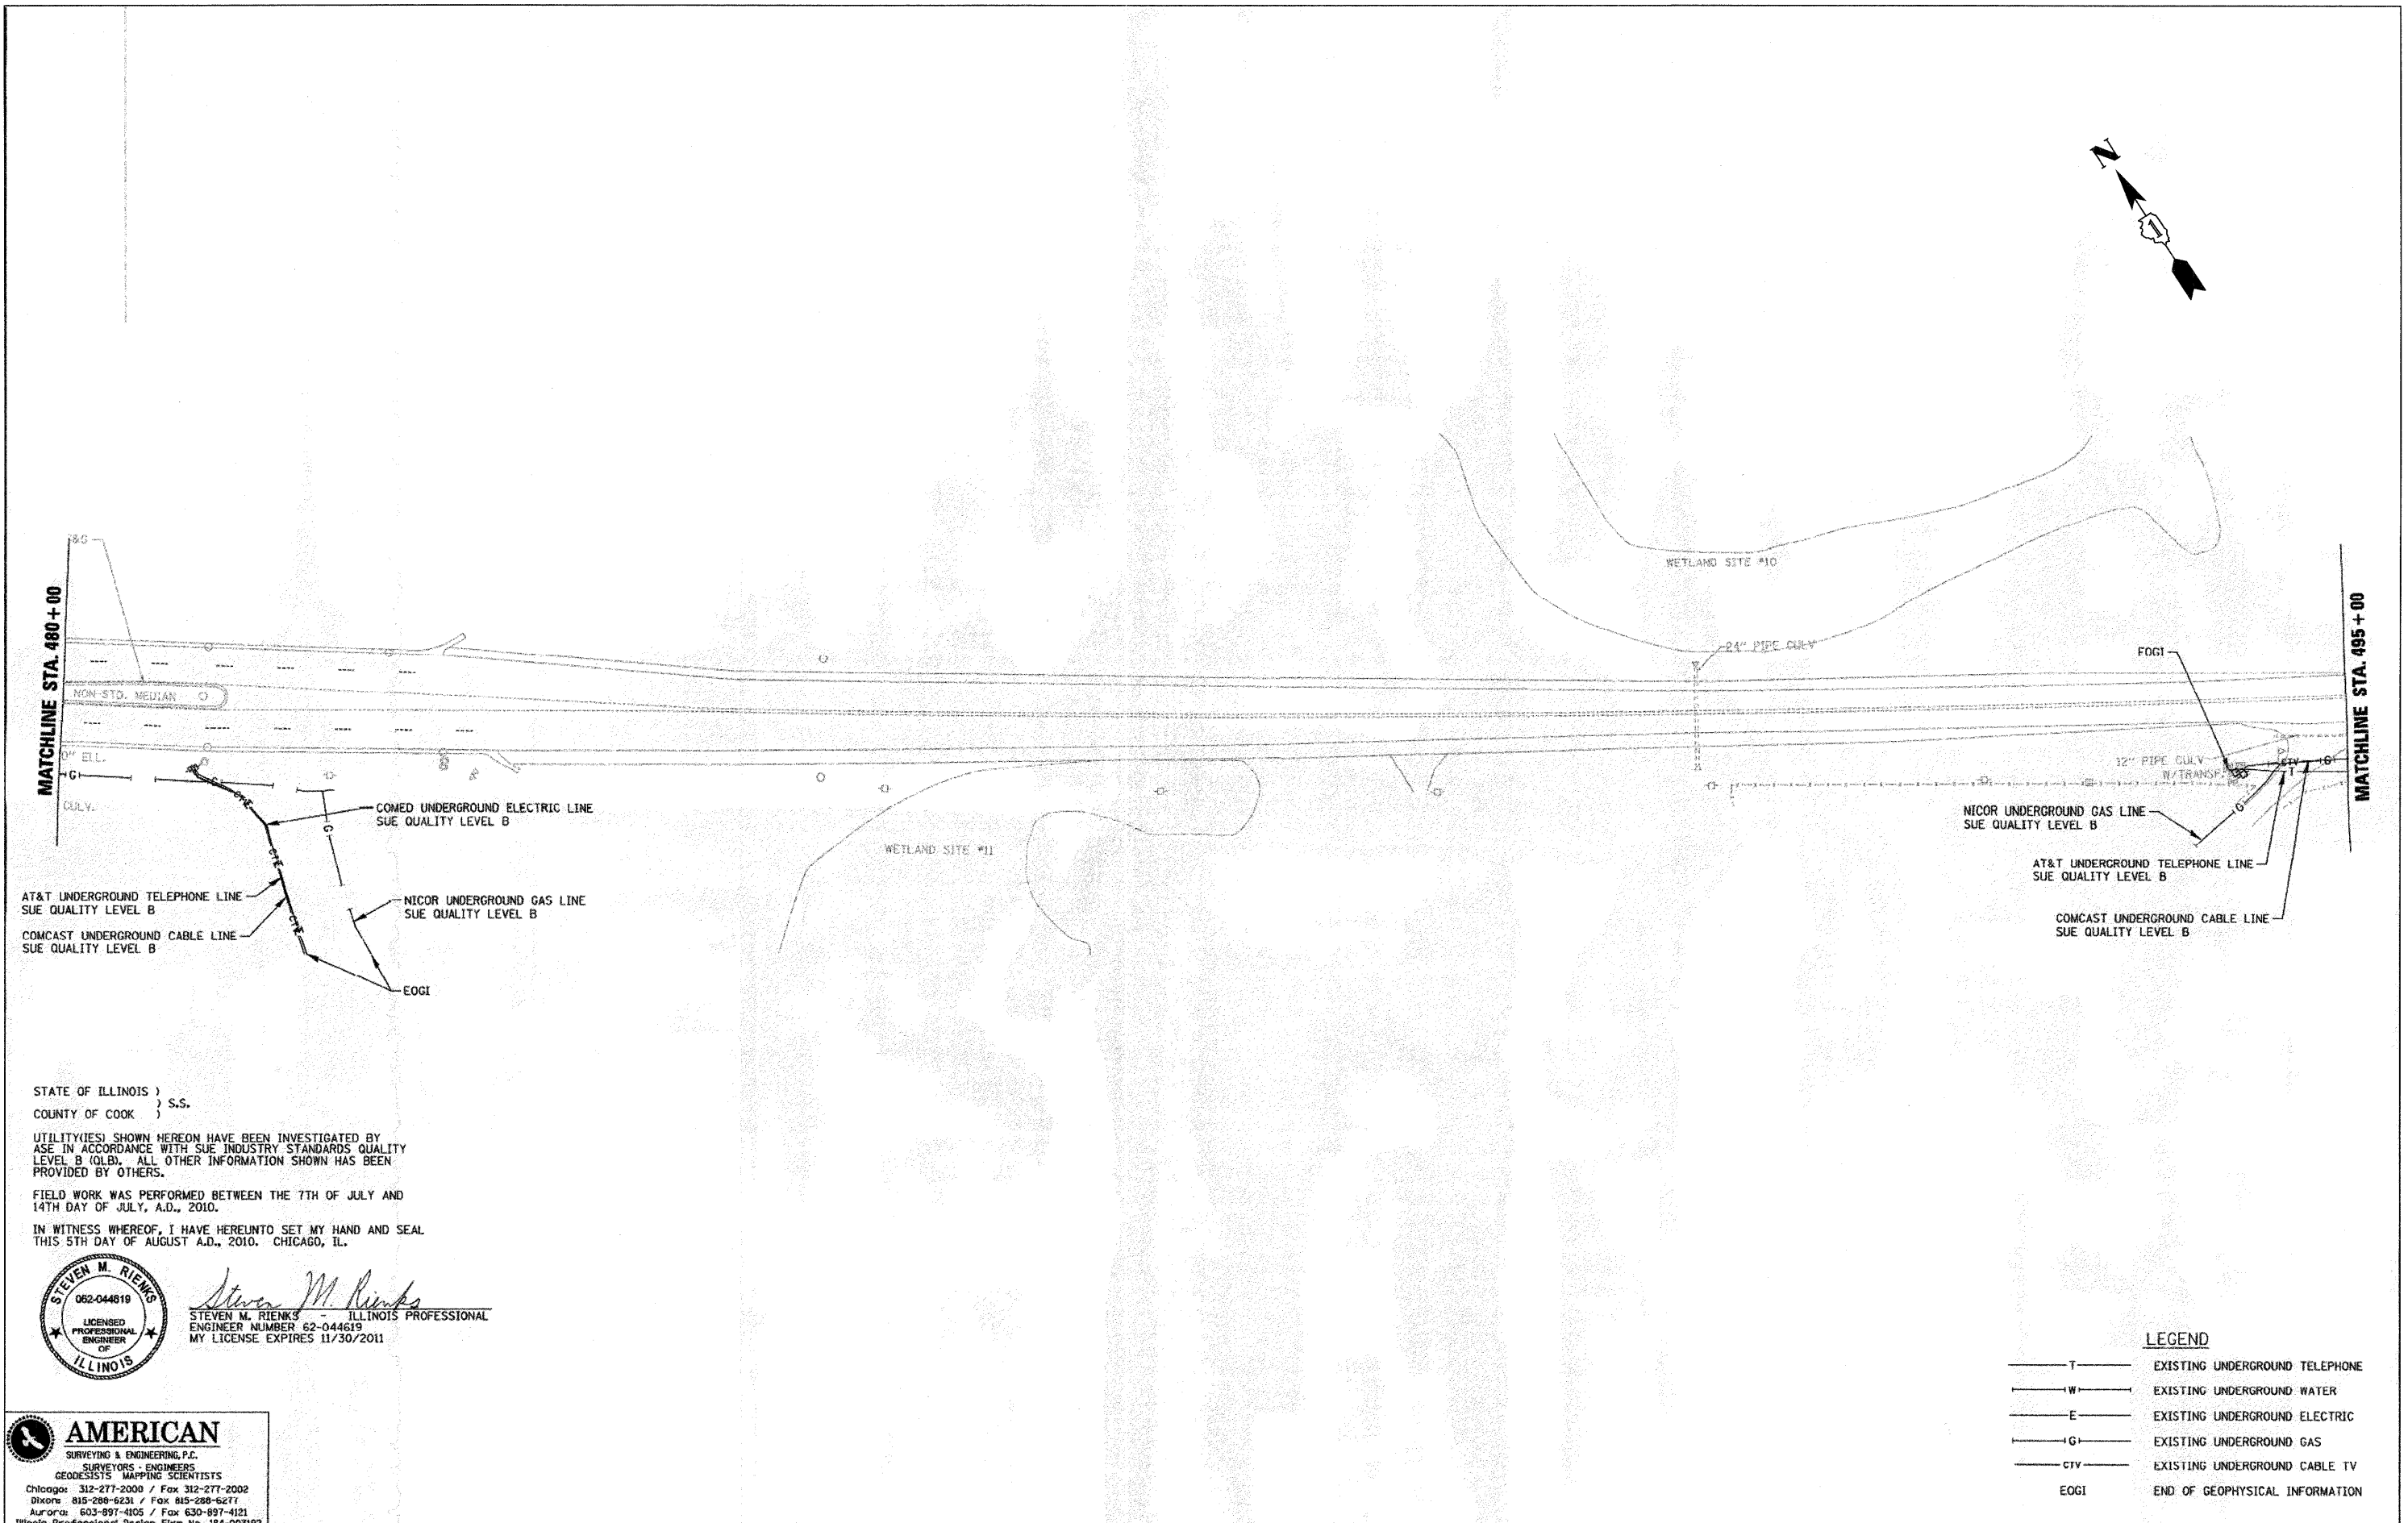 N
1
&S
MATCHLINE STA. 480+00
NON-STD. MEDIAN
0" ELL.
G
CULV.
G
CTE
G
CTE
CTE
COMED UNDERGROUND ELECTRIC LINE
SUE QUALITY LEVEL B
AT&T UNDERGROUND TELEPHONE LINE
SUE QUALITY LEVEL B
COMCAST UNDERGROUND CABLE LINE
SUE QUALITY LEVEL B
NICOR UNDERGROUND GAS LINE
SUE QUALITY LEVEL B
EOGI
WETLAND SITE #11
WETLAND SITE #10
24" PIPE CULV
EOGI
MATCHLINE STA. 495+00
12" PIPE CULV
W/TRANSF.
CTV
G
T
G
NICOR UNDERGROUND GAS LINE
SUE QUALITY LEVEL B
AT&T UNDERGROUND TELEPHONE LINE
SUE QUALITY LEVEL B
COMCAST UNDERGROUND CABLE LINE
SUE QUALITY LEVEL B
STATE OF ILLINOIS )
) S.S.
COUNTY OF COOK )
UTILITY(IES) SHOWN HEREON HAVE BEEN INVESTIGATED BY
ASE IN ACCORDANCE WITH SUE INDUSTRY STANDARDS QUALITY
LEVEL B (QLB). ALL OTHER INFORMATION SHOWN HAS BEEN
PROVIDED BY OTHERS.
FIELD WORK WAS PERFORMED BETWEEN THE 7TH OF JULY AND
14TH DAY OF JULY, A.D., 2010.
IN WITNESS WHEREOF, I HAVE HEREUNTO SET MY HAND AND SEAL
THIS 5TH DAY OF AUGUST A.D., 2010. CHICAGO, IL.
STEVEN M. RIENKS
062-044619
LICENSED
PROFESSIONAL
ENGINEER
OF
ILLINOIS
Steven M. Rienks
STEVEN M. RIENKS - ILLINOIS PROFESSIONAL
ENGINEER NUMBER 62-044619
MY LICENSE EXPIRES 11/30/2011
AMERICAN
SURVEYING & ENGINEERING, P.C.
SURVEYORS · ENGINEERS
GEODESISTS MAPPING SCIENTISTS
Chicago: 312-277-2000 / Fax 312-277-2002
Dixon: 815-288-6231 / Fax 815-288-6277
Aurora: 603-897-4105 / Fax 630-897-4121
LEGEND
T EXISTING UNDERGROUND TELEPHONE
W EXISTING UNDERGROUND WATER
E EXISTING UNDERGROUND ELECTRIC
G EXISTING UNDERGROUND GAS
CTV EXISTING UNDERGROUND CABLE TV
EOGI END OF GEOPHYSICAL INFORMATION